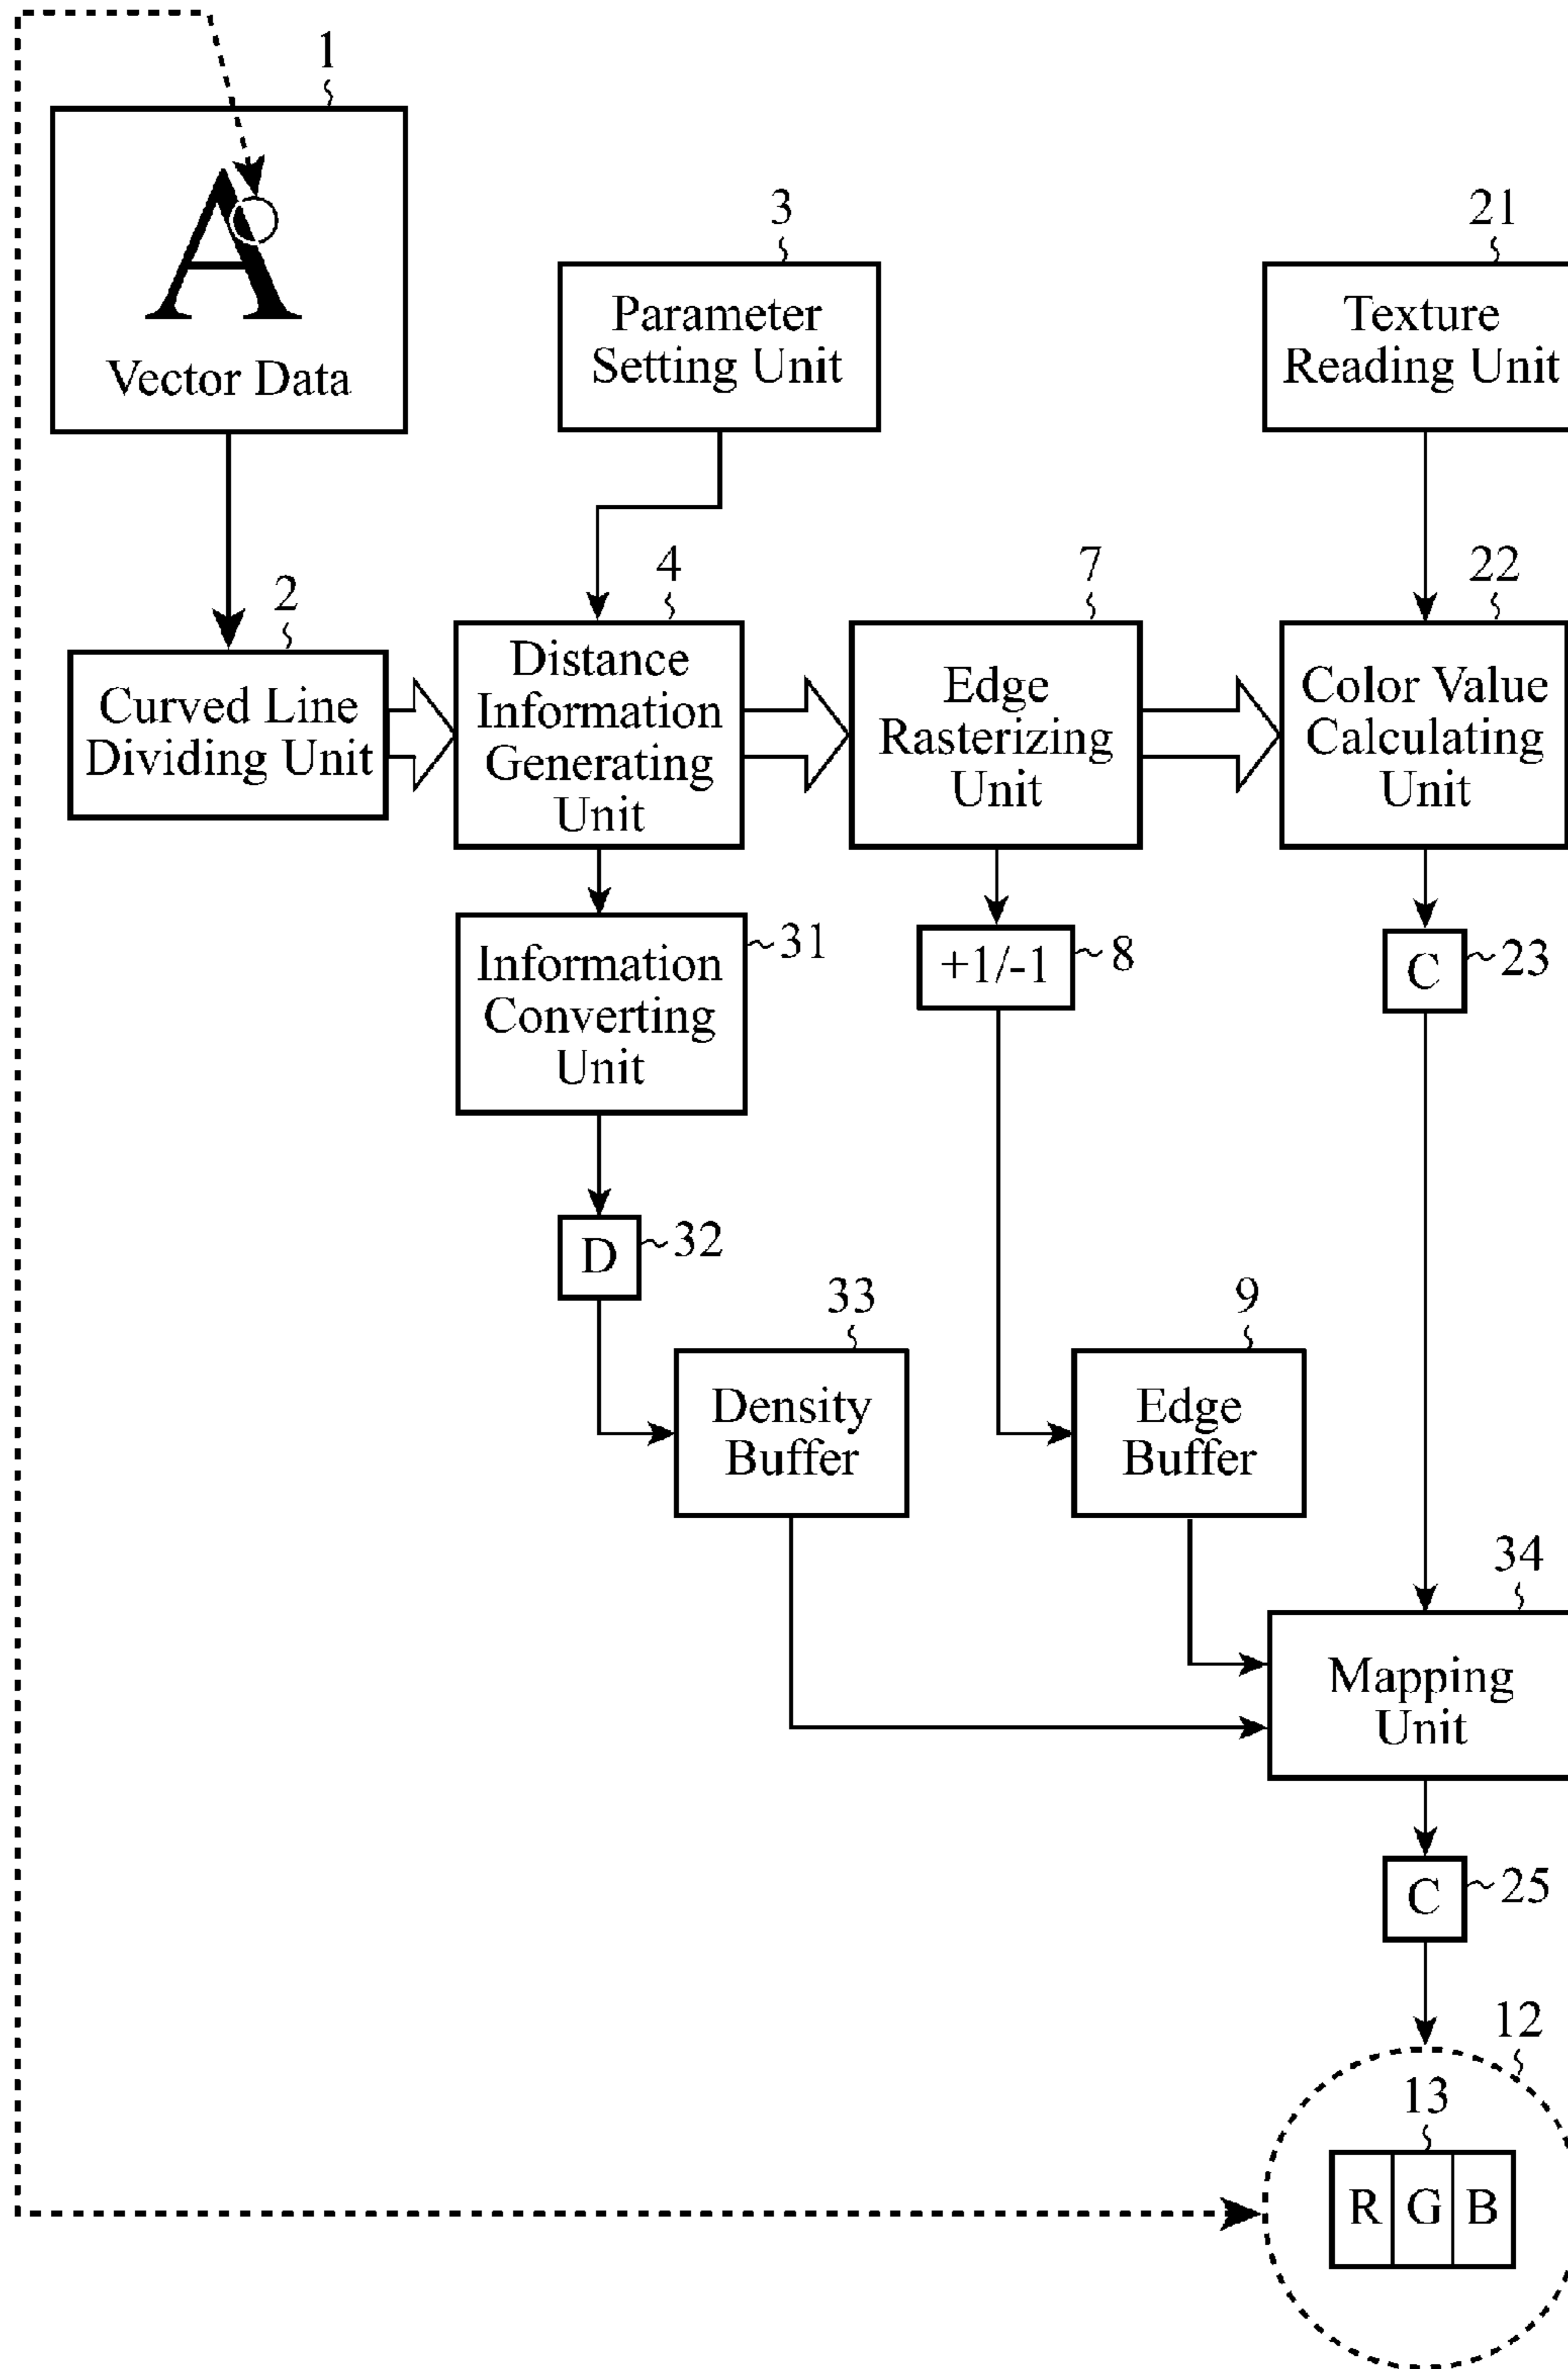 1
A
Vector Data
3
Parameter
Setting Unit
21
Texture
Reading Unit
2
Curved Line
Dividing Unit
4
Distance
Information
Generating
Unit
7
Edge
Rasterizing
Unit
22
Color Value
Calculating
Unit
Information
Converting
Unit
31
+1/-1
8
C
23
D
32
33
Density
Buffer
9
Edge
Buffer
34
Mapping
Unit
C
25
12
13
R G B